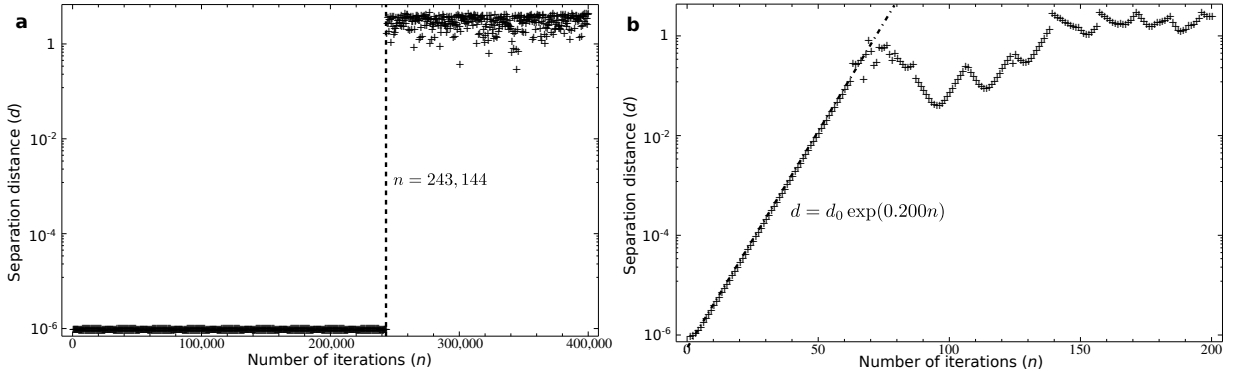 a
Separation distance (d)
1
10⁻²
10⁻⁴
10⁻⁶
n = 243, 144
0 100,000 200,000 300,000 400,000
Number of iterations (n)
b
Separation distance (d)
1
10⁻²
10⁻⁴
10⁻⁶
d = d₀ exp(0.200n)
0 50 100 150 200
Number of iterations (n)